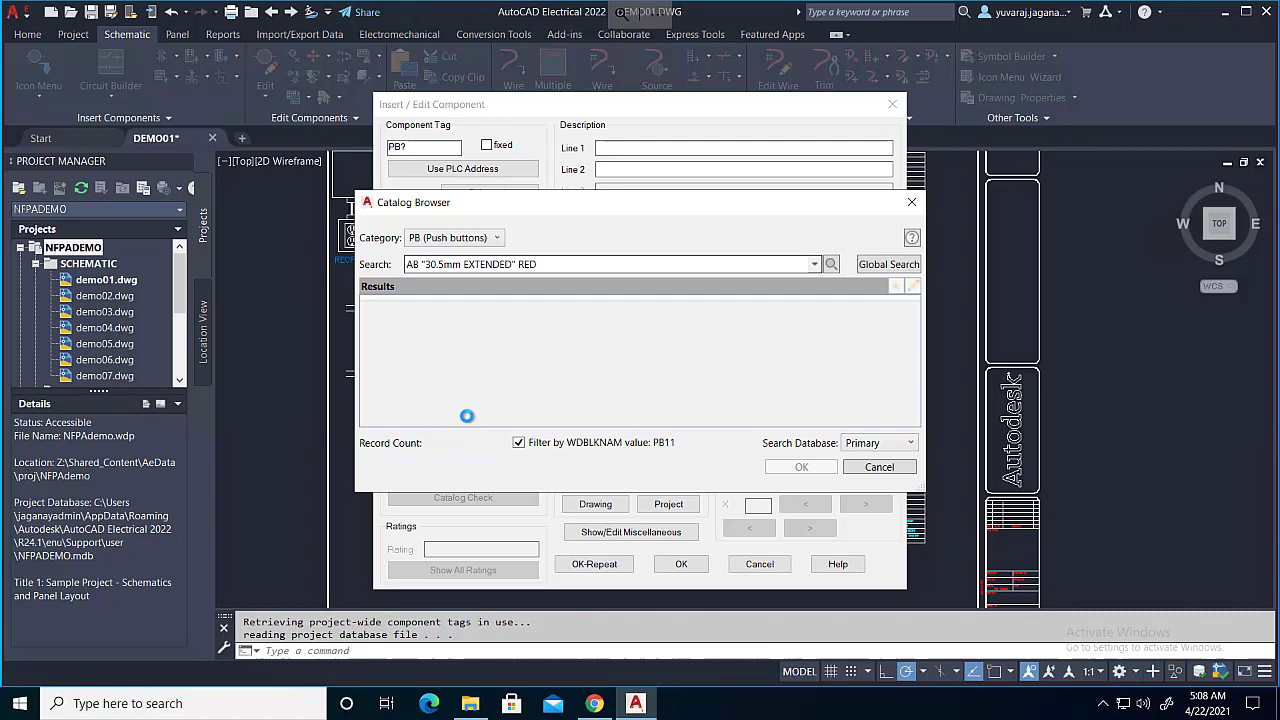 Share
AutoCAD Electrical 2022
DEMO01.DWG
Type a keyword or phrase
yuvaraj.jagana...
Home
Project
Schematic
Panel
Reports
Import/Export Data
Electromechanical
Conversion Tools
Add-ins
Collaborate
Express Tools
Featured Apps
Icon Menu
Circuit Builder
Edit
Paste
Cut
Copy Clip
Wire
Multiple
Source
Edit Wire
Trim
Symbol Builder
Icon Menu Wizard
Drawing Properties
Insert Components
Edit Components
Other Tools
Start
DEMO01*
PROJECT MANAGER
NFPADEMO
Projects
NFPADEMO
SCHEMATIC
demo01.dwg
demo02.dwg
demo03.dwg
demo04.dwg
demo05.dwg
demo06.dwg
demo07.dwg
Projects
Location View
Details
Status: Accessible
File Name: NFPAdemo.wdp
Location: Z:\Shared_Content\AeData
\proj\NFPAdemo
Project Database: C:\Users
\jaganayadmin\AppData\Roaming
\Autodesk\AutoCAD Electrical 2022
\R24.1\enu\Support\user
\NFPADEMO.mdb
Title 1: Sample Project - Schematics
and Panel Layout
[−][Top][2D Wireframe]
Insert / Edit Component
Component Tag
PB?
fixed
Use PLC Address
Description
Line 1
Line 2
Catalog Browser
Category:
PB (Push buttons)
Search:
AB "30.5mm EXTENDED" RED
Global Search
Results
Record Count:
Filter by WDBLKNAM value: PB11
Search Database:
Primary
OK
Cancel
Catalog Check
Ratings
Rating
Show All Ratings
Drawing
Project
Show/Edit Miscellaneous
< >
< >
OK-Repeat
OK
Cancel
Help
N
W
TOP
E
S
WCS
Autodesk
Retrieving project-wide component tags in use...
reading project database file . . .
Type a command
Activate Windows
Go to Settings to activate Windows.
MODEL
1:1
Type here to search
5:08 AM
4/22/2021